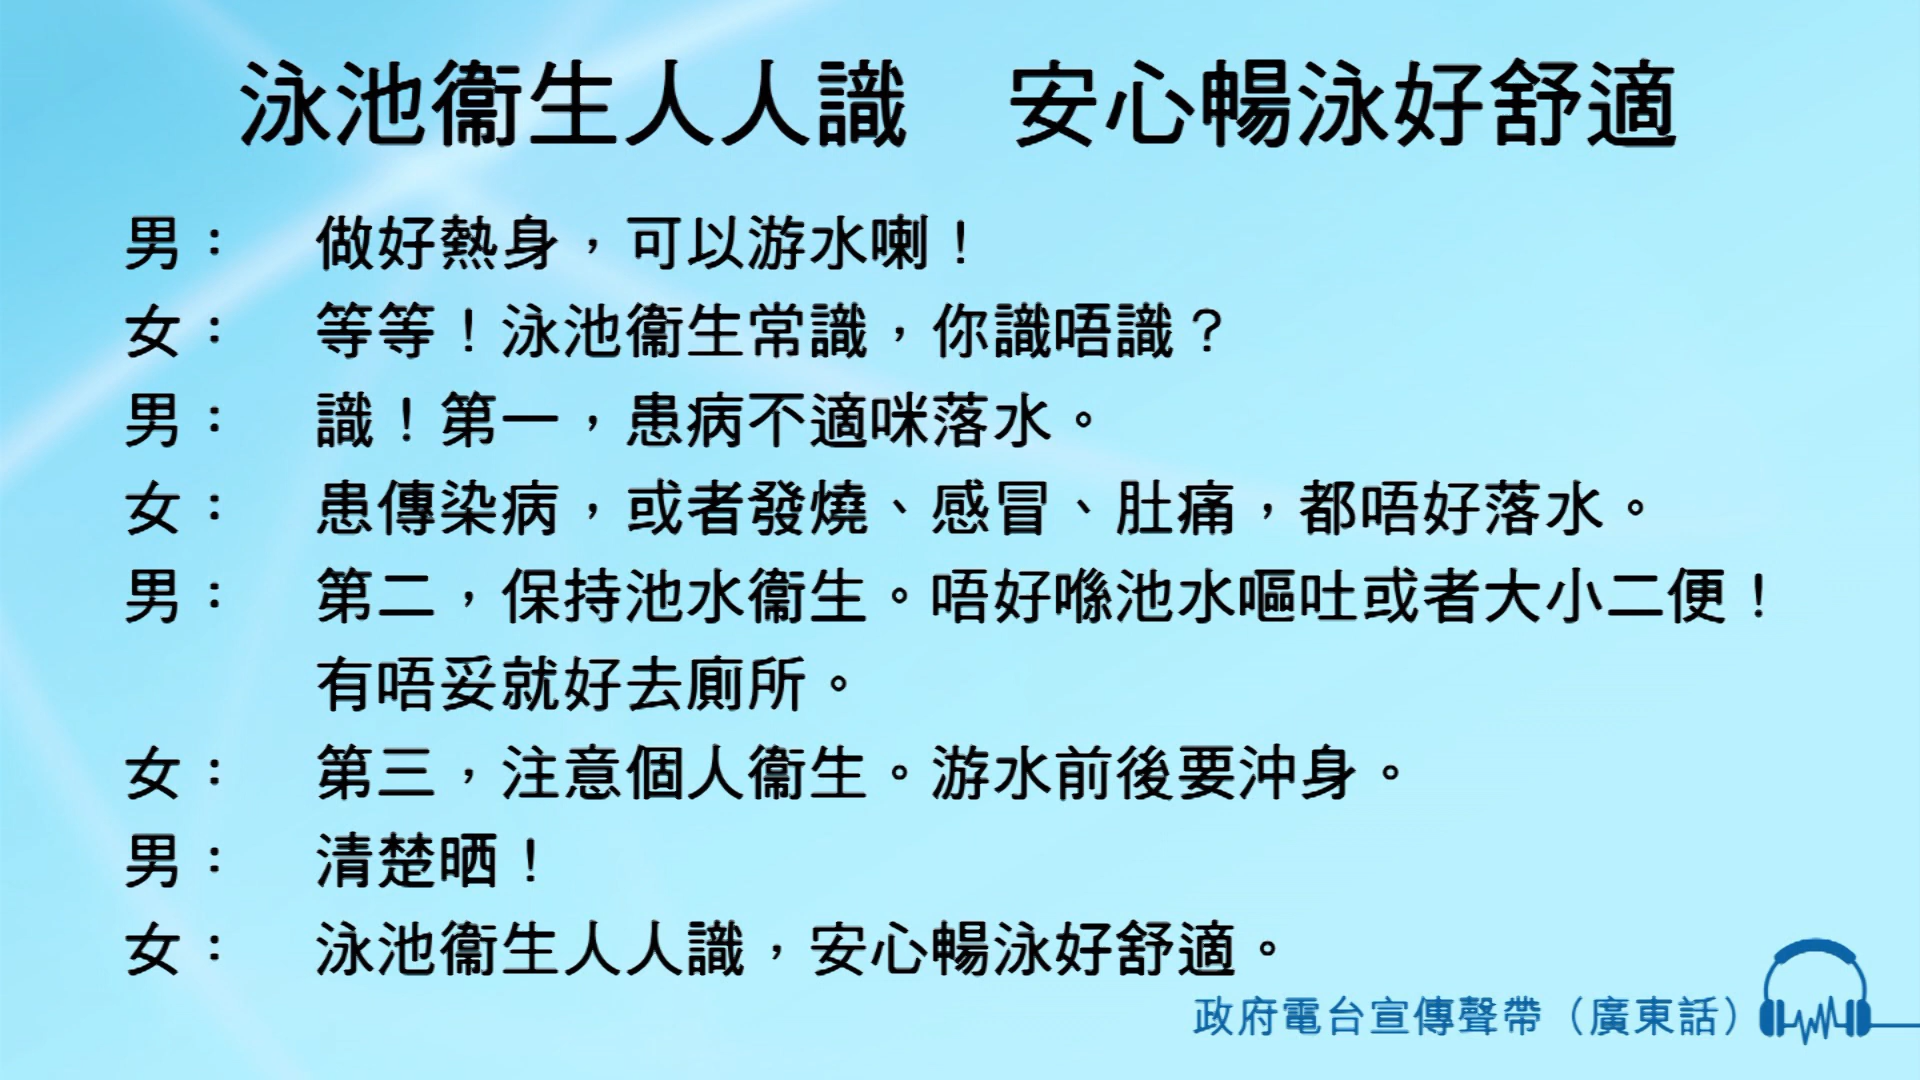 泳池衞生人人識　安心暢泳好舒適
男：　做好熱身，可以游水喇！
女：　等等！泳池衞生常識，你識唔識？
男：　識！第一，患病不適咪落水。
女：　患傳染病，或者發燒、感冒、肚痛，都唔好落水。
男：　第二，保持池水衞生。唔好喺池水嘔吐或者大小二便！
有唔妥就好去廁所。
女：　第三，注意個人衞生。游水前後要沖身。
男：　清楚晒！
女：　泳池衞生人人識，安心暢泳好舒適。
政府電台宣傳聲帶（廣東話）